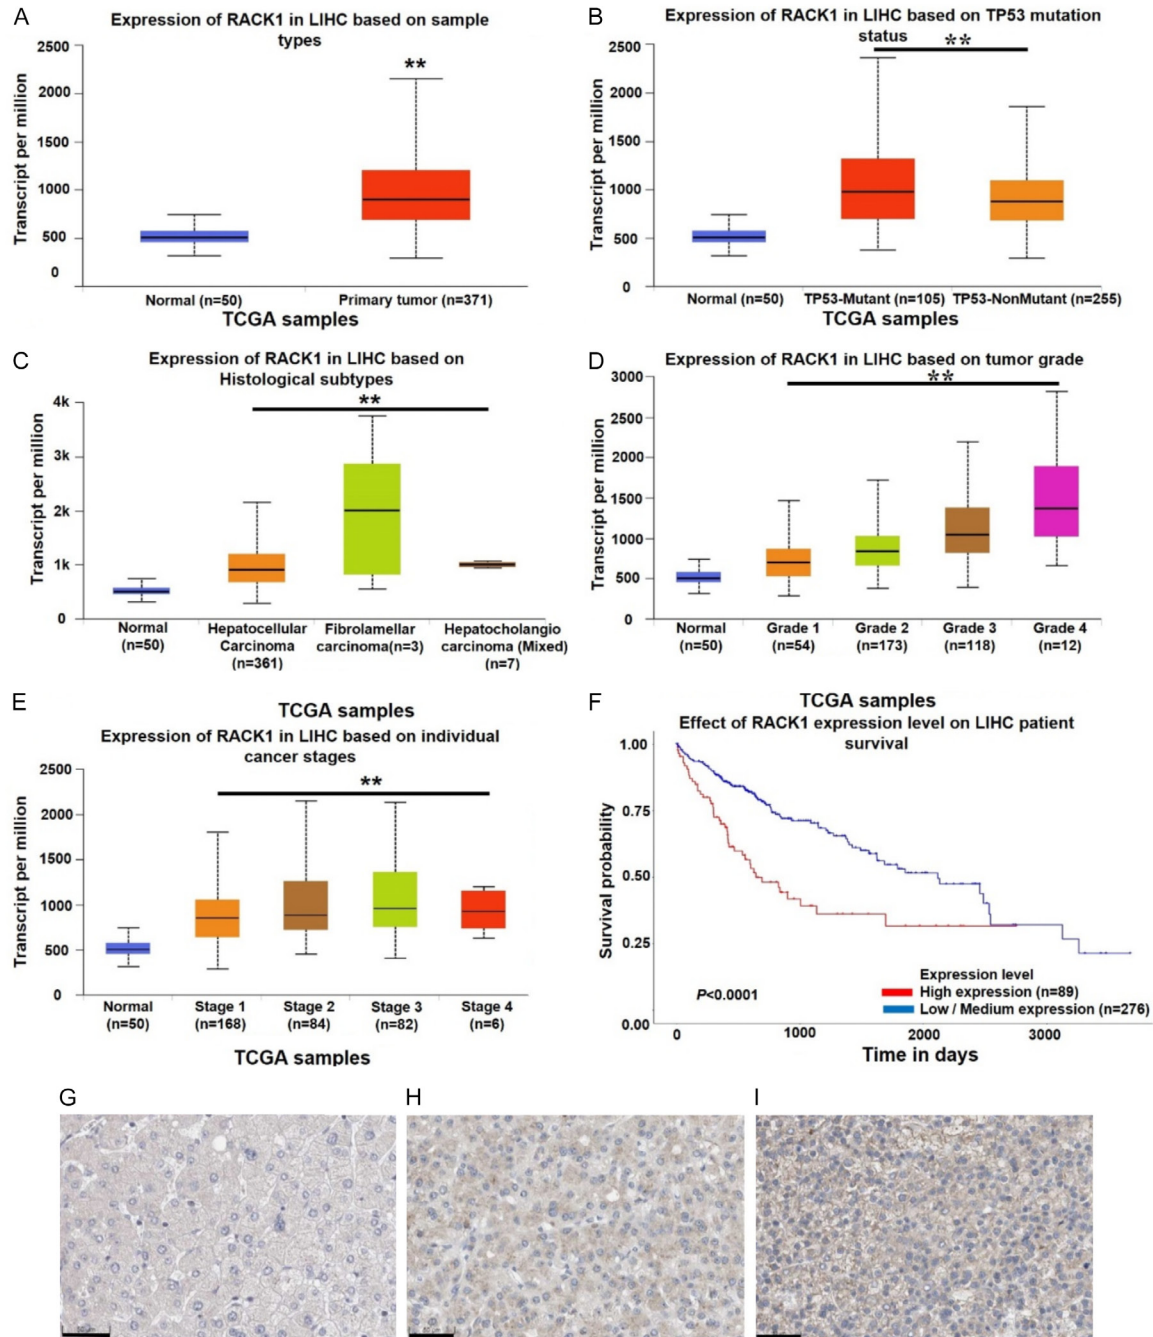 A
Expression of RACK1 in LIHC based on sample
types
**
Transcript per million
2500
2000
1500
1000
500
0
Normal (n=50)
Primary tumor (n=371)
TCGA samples
B
Expression of RACK1 in LIHC based on TP53 mutation
status
**
Transcript per million
2500
2000
1500
1000
500
0
Normal (n=50)
TP53-Mutant (n=105)
TP53-NonMutant (n=255)
TCGA samples
C
Expression of RACK1 in LIHC based on
Histological subtypes
**
Transcript per million
4k
3k
2k
1k
0
Normal
(n=50)
Hepatocellular
Carcinoma
(n=361)
Fibrolamellar
carcinoma(n=3)
Hepatocholangio
carcinoma (Mixed)
(n=7)
TCGA samples
D
Expression of RACK1 in LIHC based on tumor grade
**
Transcript per million
3000
2500
2000
1500
1000
500
0
Normal
(n=50)
Grade 1
(n=54)
Grade 2
(n=173)
Grade 3
(n=118)
Grade 4
(n=12)
TCGA samples
E
Expression of RACK1 in LIHC based on individual
cancer stages
**
Transcript per million
2500
2000
1500
1000
500
0
Normal
(n=50)
Stage 1
(n=168)
Stage 2
(n=84)
Stage 3
(n=82)
Stage 4
(n=6)
TCGA samples
F
Effect of RACK1 expression level on LIHC patient
survival
Survival probability
1.00
0.75
0.50
0.25
0.00
P<0.0001
Expression level
High expression (n=89)
Low / Medium expression (n=276)
0
1000
2000
3000
Time in days
G
H
I